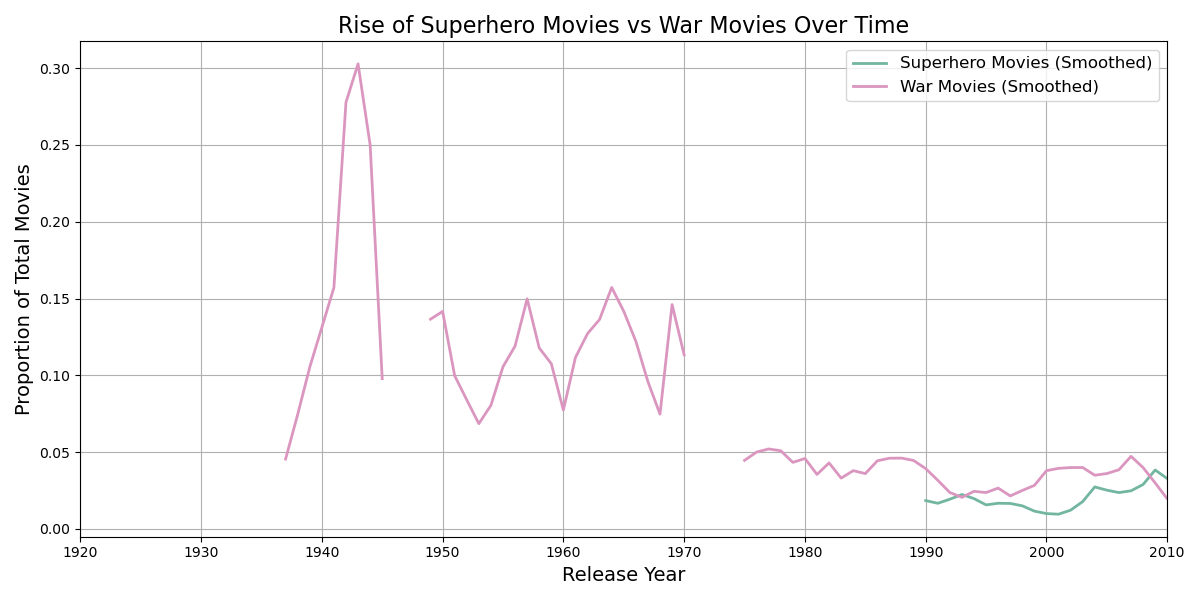 Rise of Superhero Movies vs War Movies Over Time
Superhero Movies (Smoothed)
War Movies (Smoothed)
Proportion of Total Movies
0.30
0.25
0.20
0.15
0.10
0.05
0.00
1920 1930 1940 1950 1960 1970 1980 1990 2000 2010
Release Year